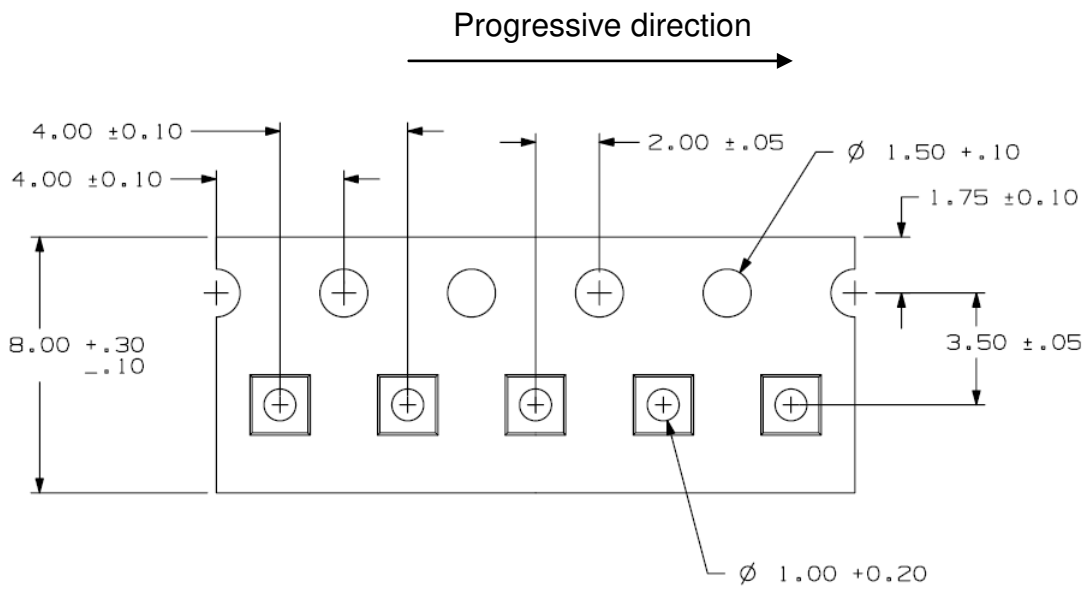 Progressive direction
4.00 ±0.10
2.00 ±.05
Ø 1.50 +.10
4.00 ±0.10
1.75 ±0.10
8.00 +.30
-.10
3.50 ±.05
Ø 1.00 +0.20